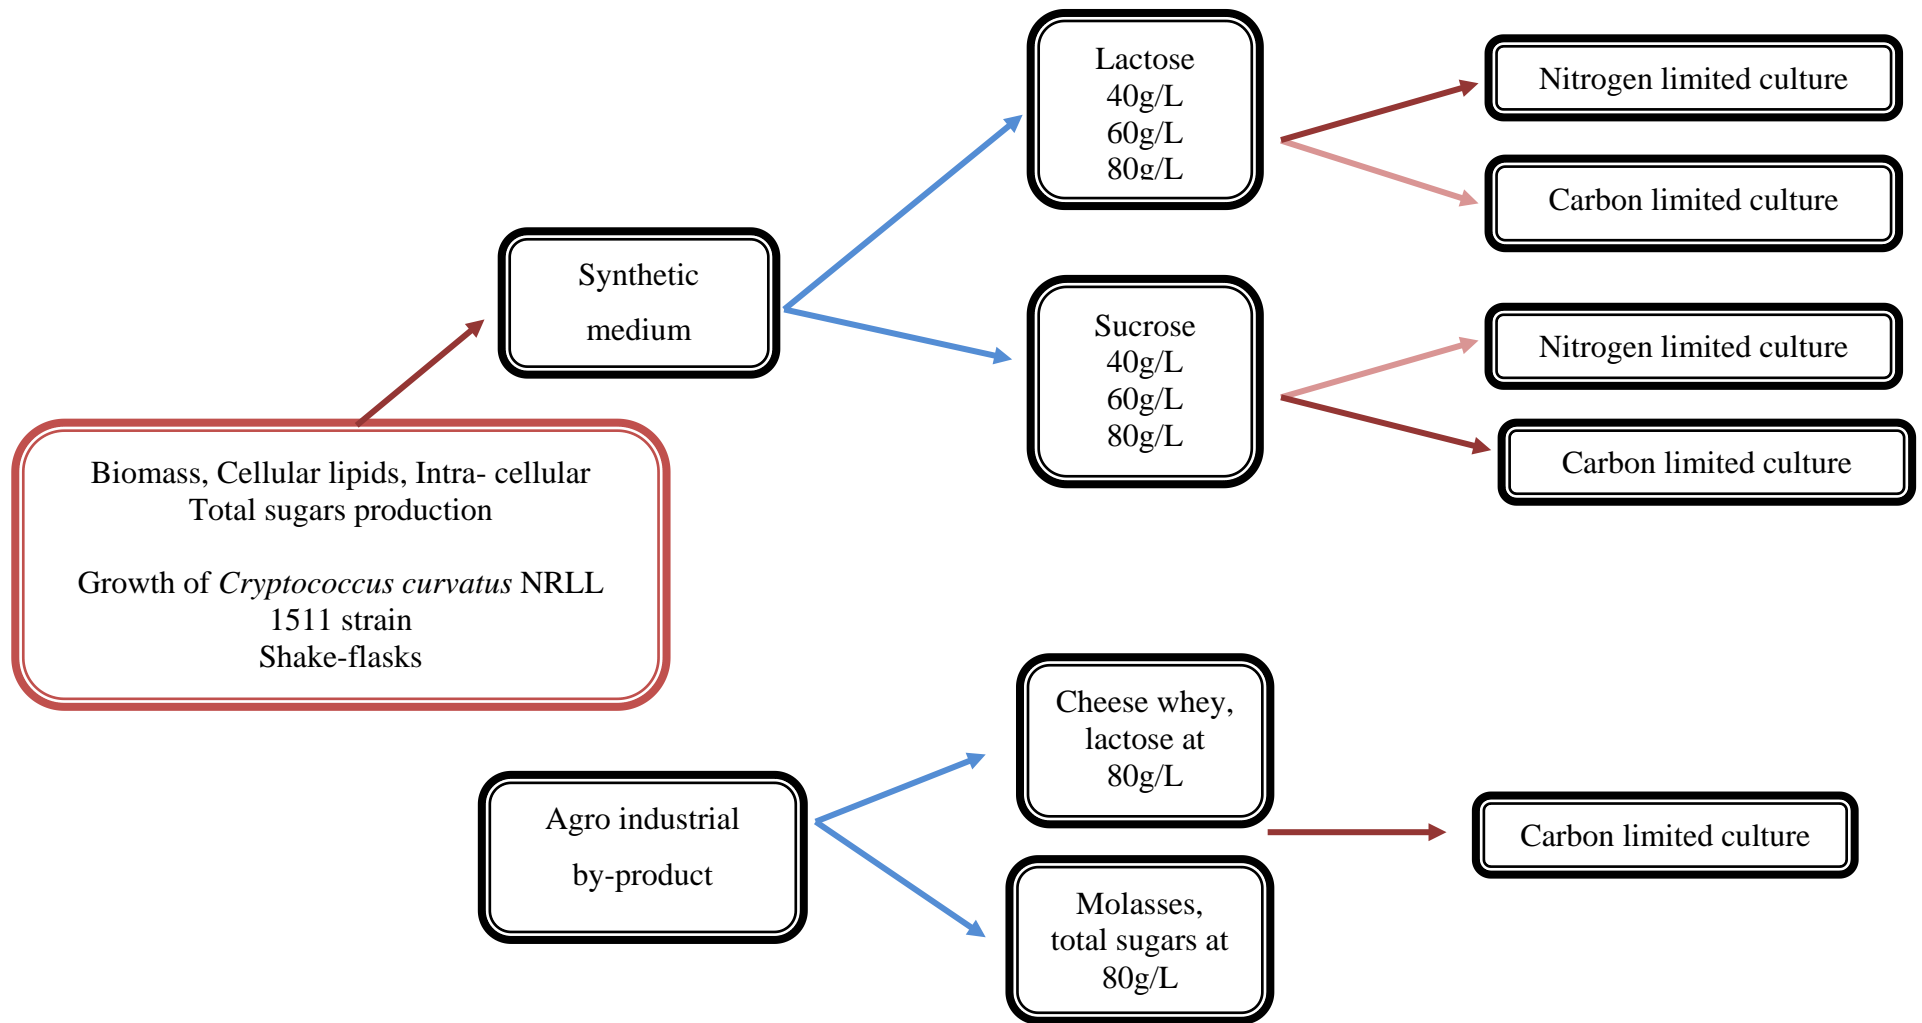 Lactose
40g/L
60g/L
80g/L
Nitrogen limited culture
Carbon limited culture
Synthetic
medium
Sucrose
40g/L
60g/L
80g/L
Nitrogen limited culture
Carbon limited culture
Biomass, Cellular lipids, Intra- cellular
Total sugars production
Growth of Cryptococcus curvatus NRLL
1511 strain
Shake-flasks
Cheese whey,
lactose at
80g/L
Agro industrial
by-product
Carbon limited culture
Molasses,
total sugars at
80g/L